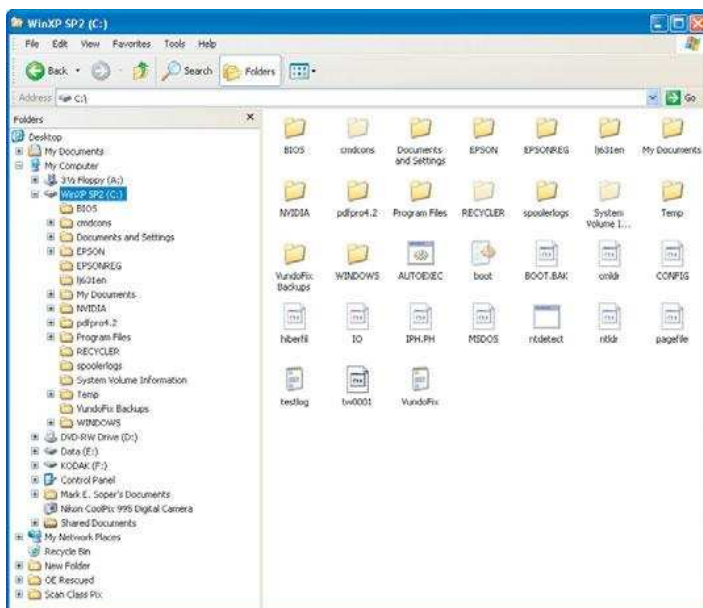 WinXP SP2 (C:)
File Edit View Favorites Tools Help
Back Search Folders
Address C:\ Go
Folders
Desktop
My Documents
My Computer
3½ Floppy (A:)
WinXP SP2 (C:)
BIOS
cmdcons
Documents and Settings
EPSON
EPSONREG
lj631en
My Documents
NVIDIA
pdfpro4.2
Program Files
RECYCLER
spoolerlogs
System Volume Information
Temp
VundoFix Backups
WINDOWS
DVD-RW Drive (D:)
Data (E:)
KODAK (F:)
Control Panel
Mark E. Soper's Documents
Nikon CoolPix 995 Digital Camera
Shared Documents
My Network Places
Recycle Bin
New Folder
OE Rescued
Scan Class Pix
BIOS cmdcons Documents and Settings EPSON EPSONREG lj631en My Documents
NVIDIA pdfpro4.2 Program Files RECYCLER spoolerlogs System Volume I... Temp
VundoFix Backups WINDOWS AUTOEXEC boot BOOT.BAK cmldr CONFIG
hiberfil IO IPH.PH MSDOS ntdetect ntldr pagefile
testlog tw0001 VundoFix